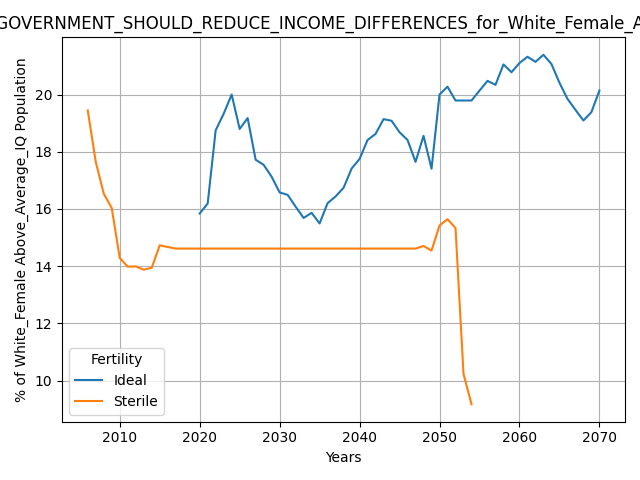 GOVERNMENT_SHOULD_REDUCE_INCOME_DIFFERENCES_for_White_Female_A
% of White_Female Above_Average_IQ Population
20
18
16
14
12
10
Fertility
Ideal
Sterile
2010 2020 2030 2040 2050 2060 2070
Years